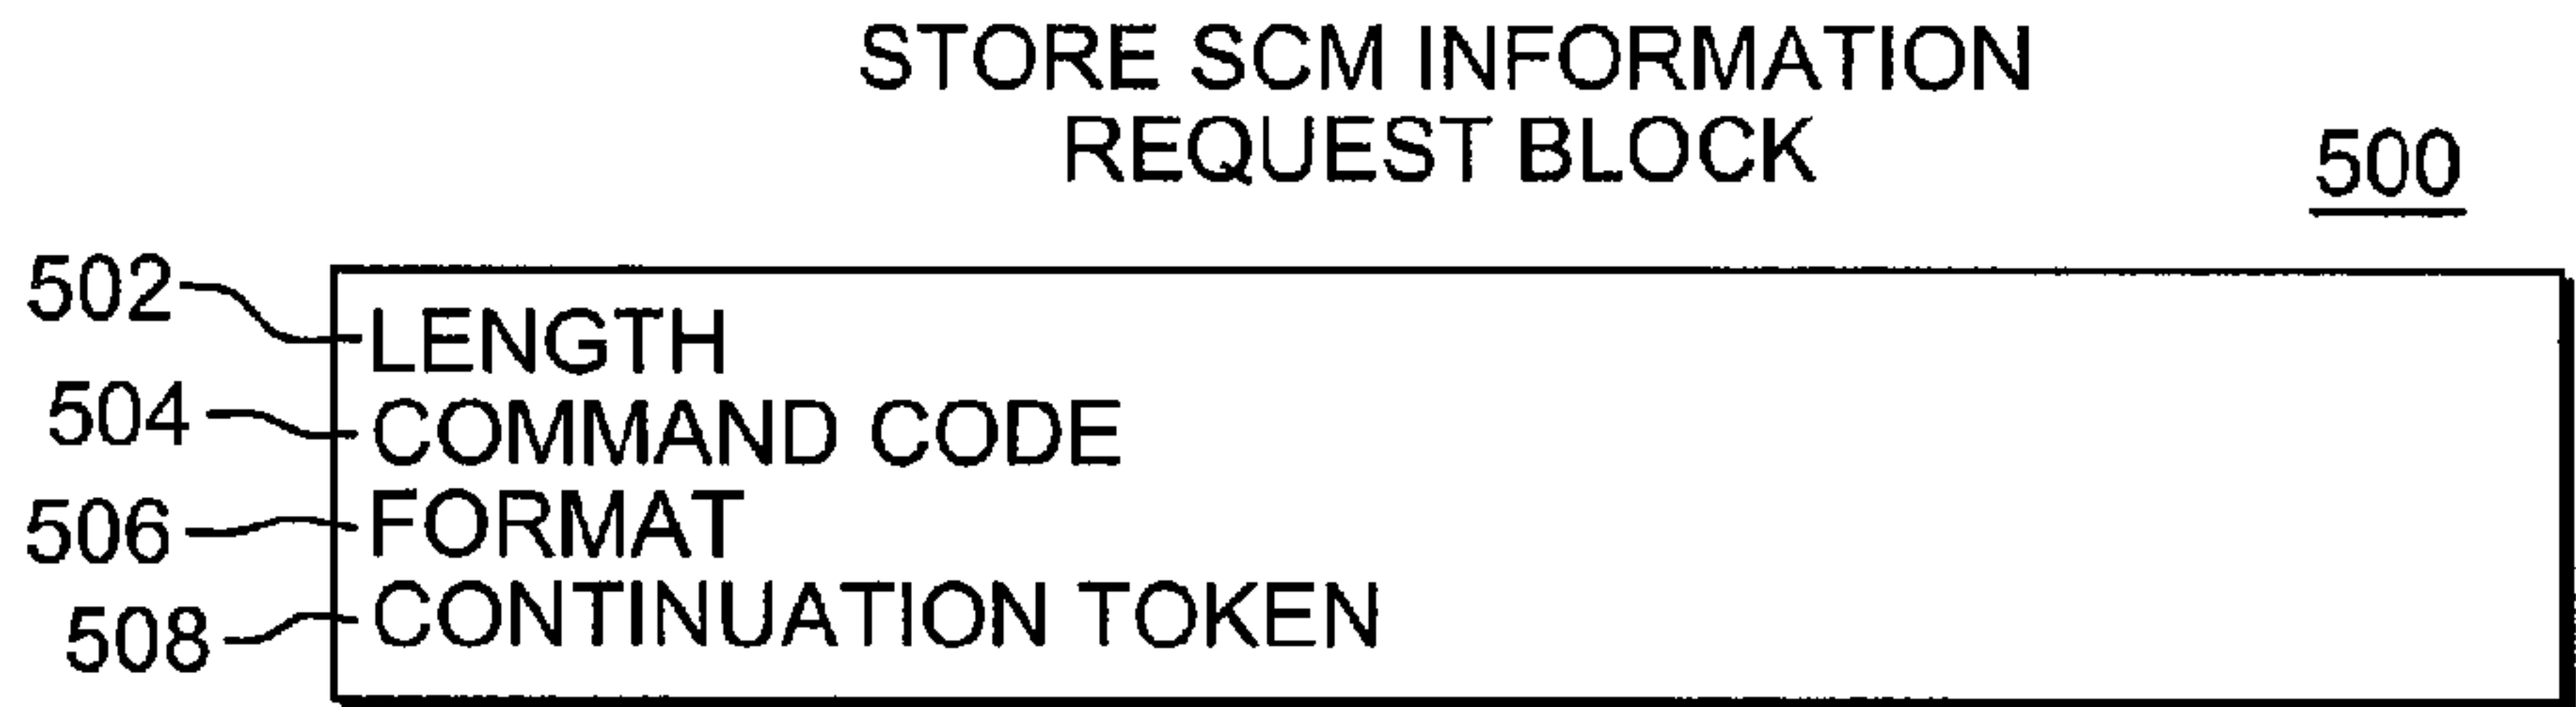 STORE SCM INFORMATION
REQUEST BLOCK
500
502 LENGTH
504 COMMAND CODE
506 FORMAT
508 CONTINUATION TOKEN